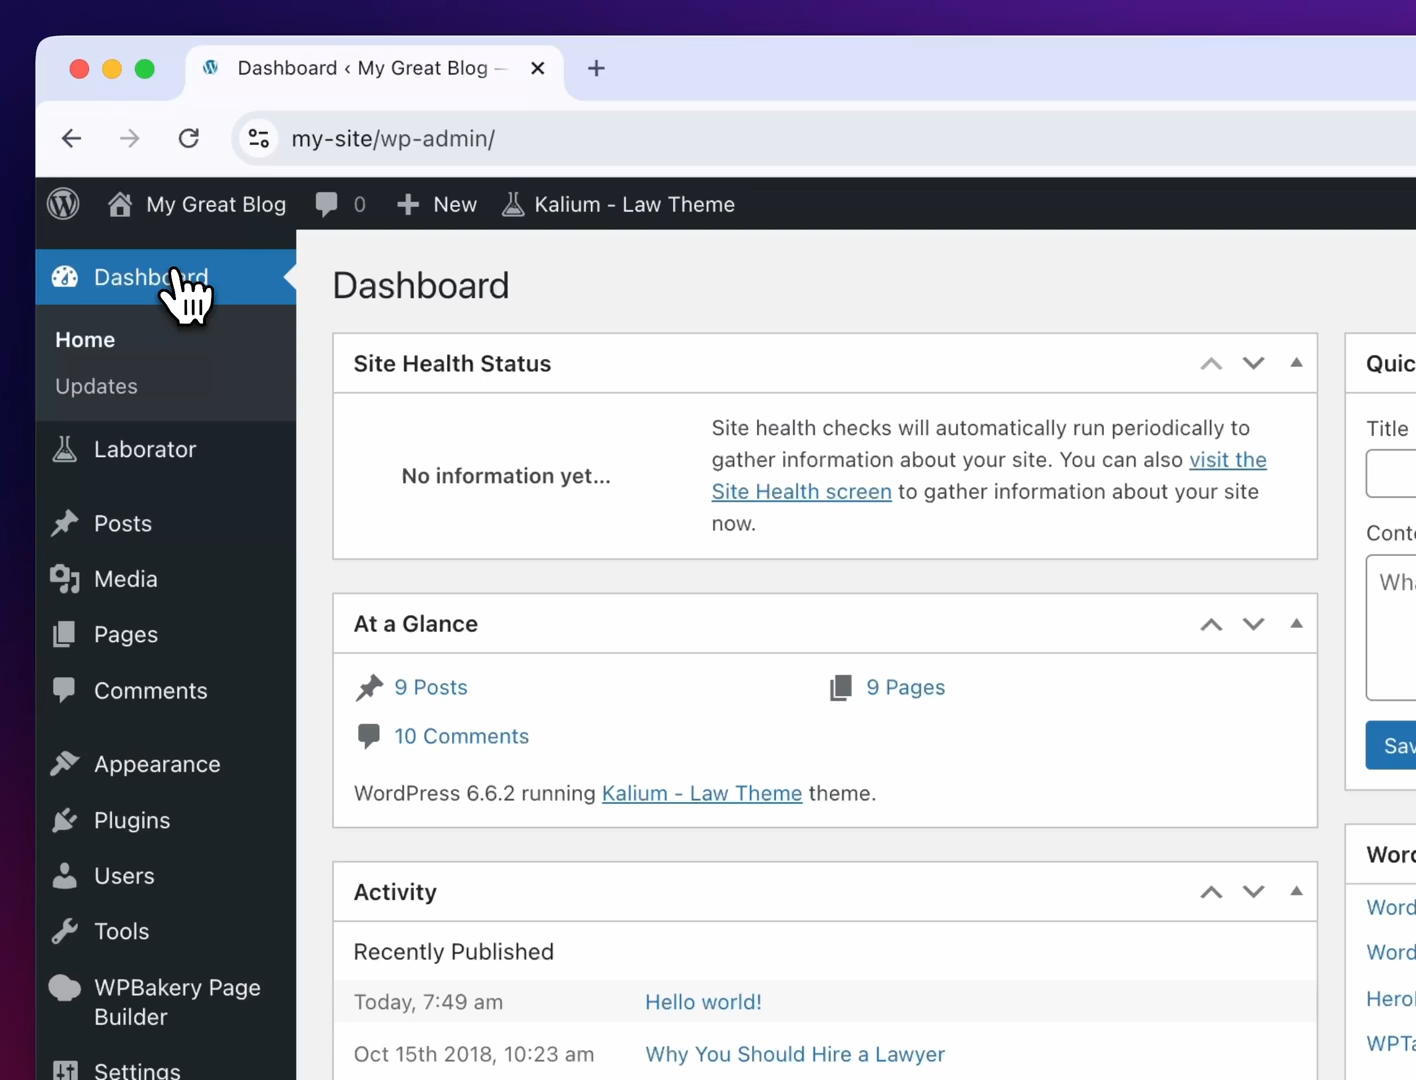 Dashboard ‹ My Great Blog –
my-site/wp-admin/
My Great Blog
0
New
Kalium - Law Theme
Dashboard
Home
Updates
Laborator
Posts
Media
Pages
Comments
Appearance
Plugins
Users
Tools
WPBakery Page
Builder
Settings
Dashboard
Site Health Status
No information yet...
Site health checks will automatically run periodically to
gather information about your site. You can also visit the
Site Health screen to gather information about your site
now.
At a Glance
9 Posts
9 Pages
10 Comments
WordPress 6.6.2 running Kalium - Law Theme theme.
Activity
Recently Published
Today, 7:49 am
Hello world!
Oct 15th 2018, 10:23 am
Why You Should Hire a Lawyer
Quic
Title
Conte
Wha
Sav
Word
Word
Word
Hero
WPTa